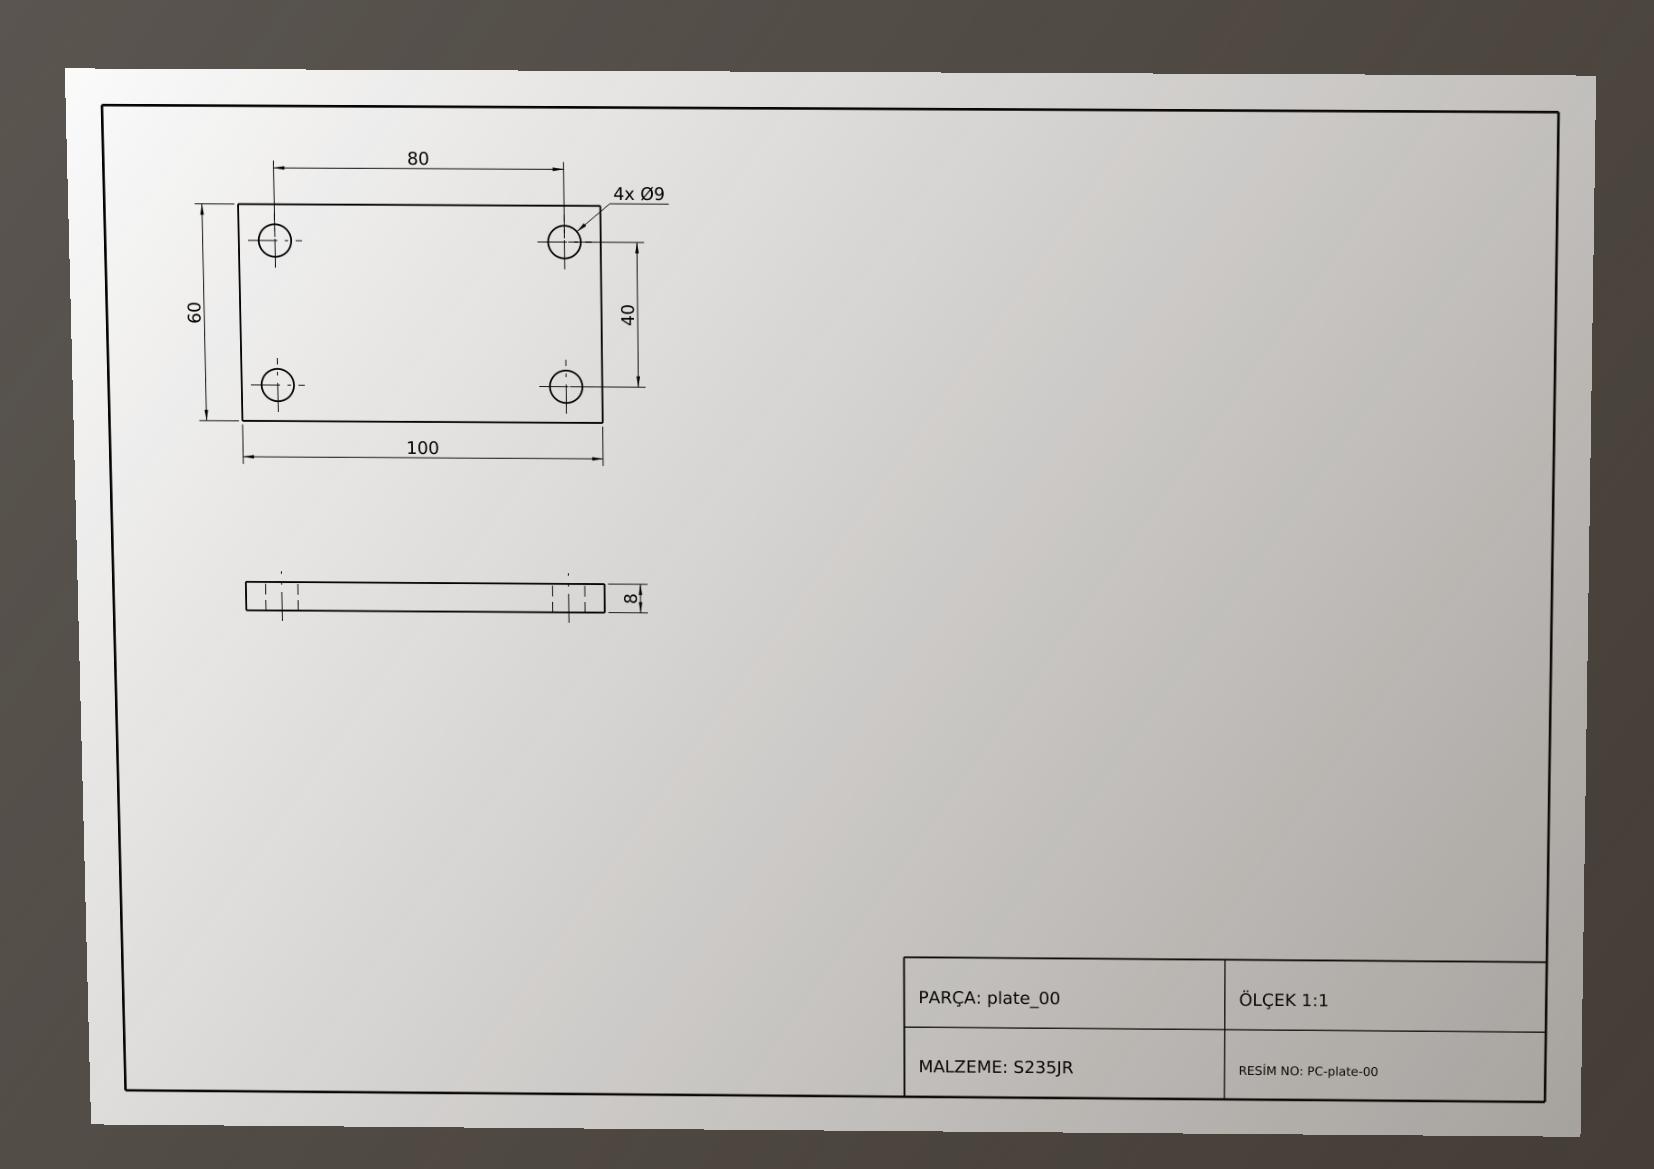 80
4x Ø9
60
40
100
8
PARÇA: plate_00
ÖLÇEK 1:1
MALZEME: S235JR
RESİM NO: PC-plate-00